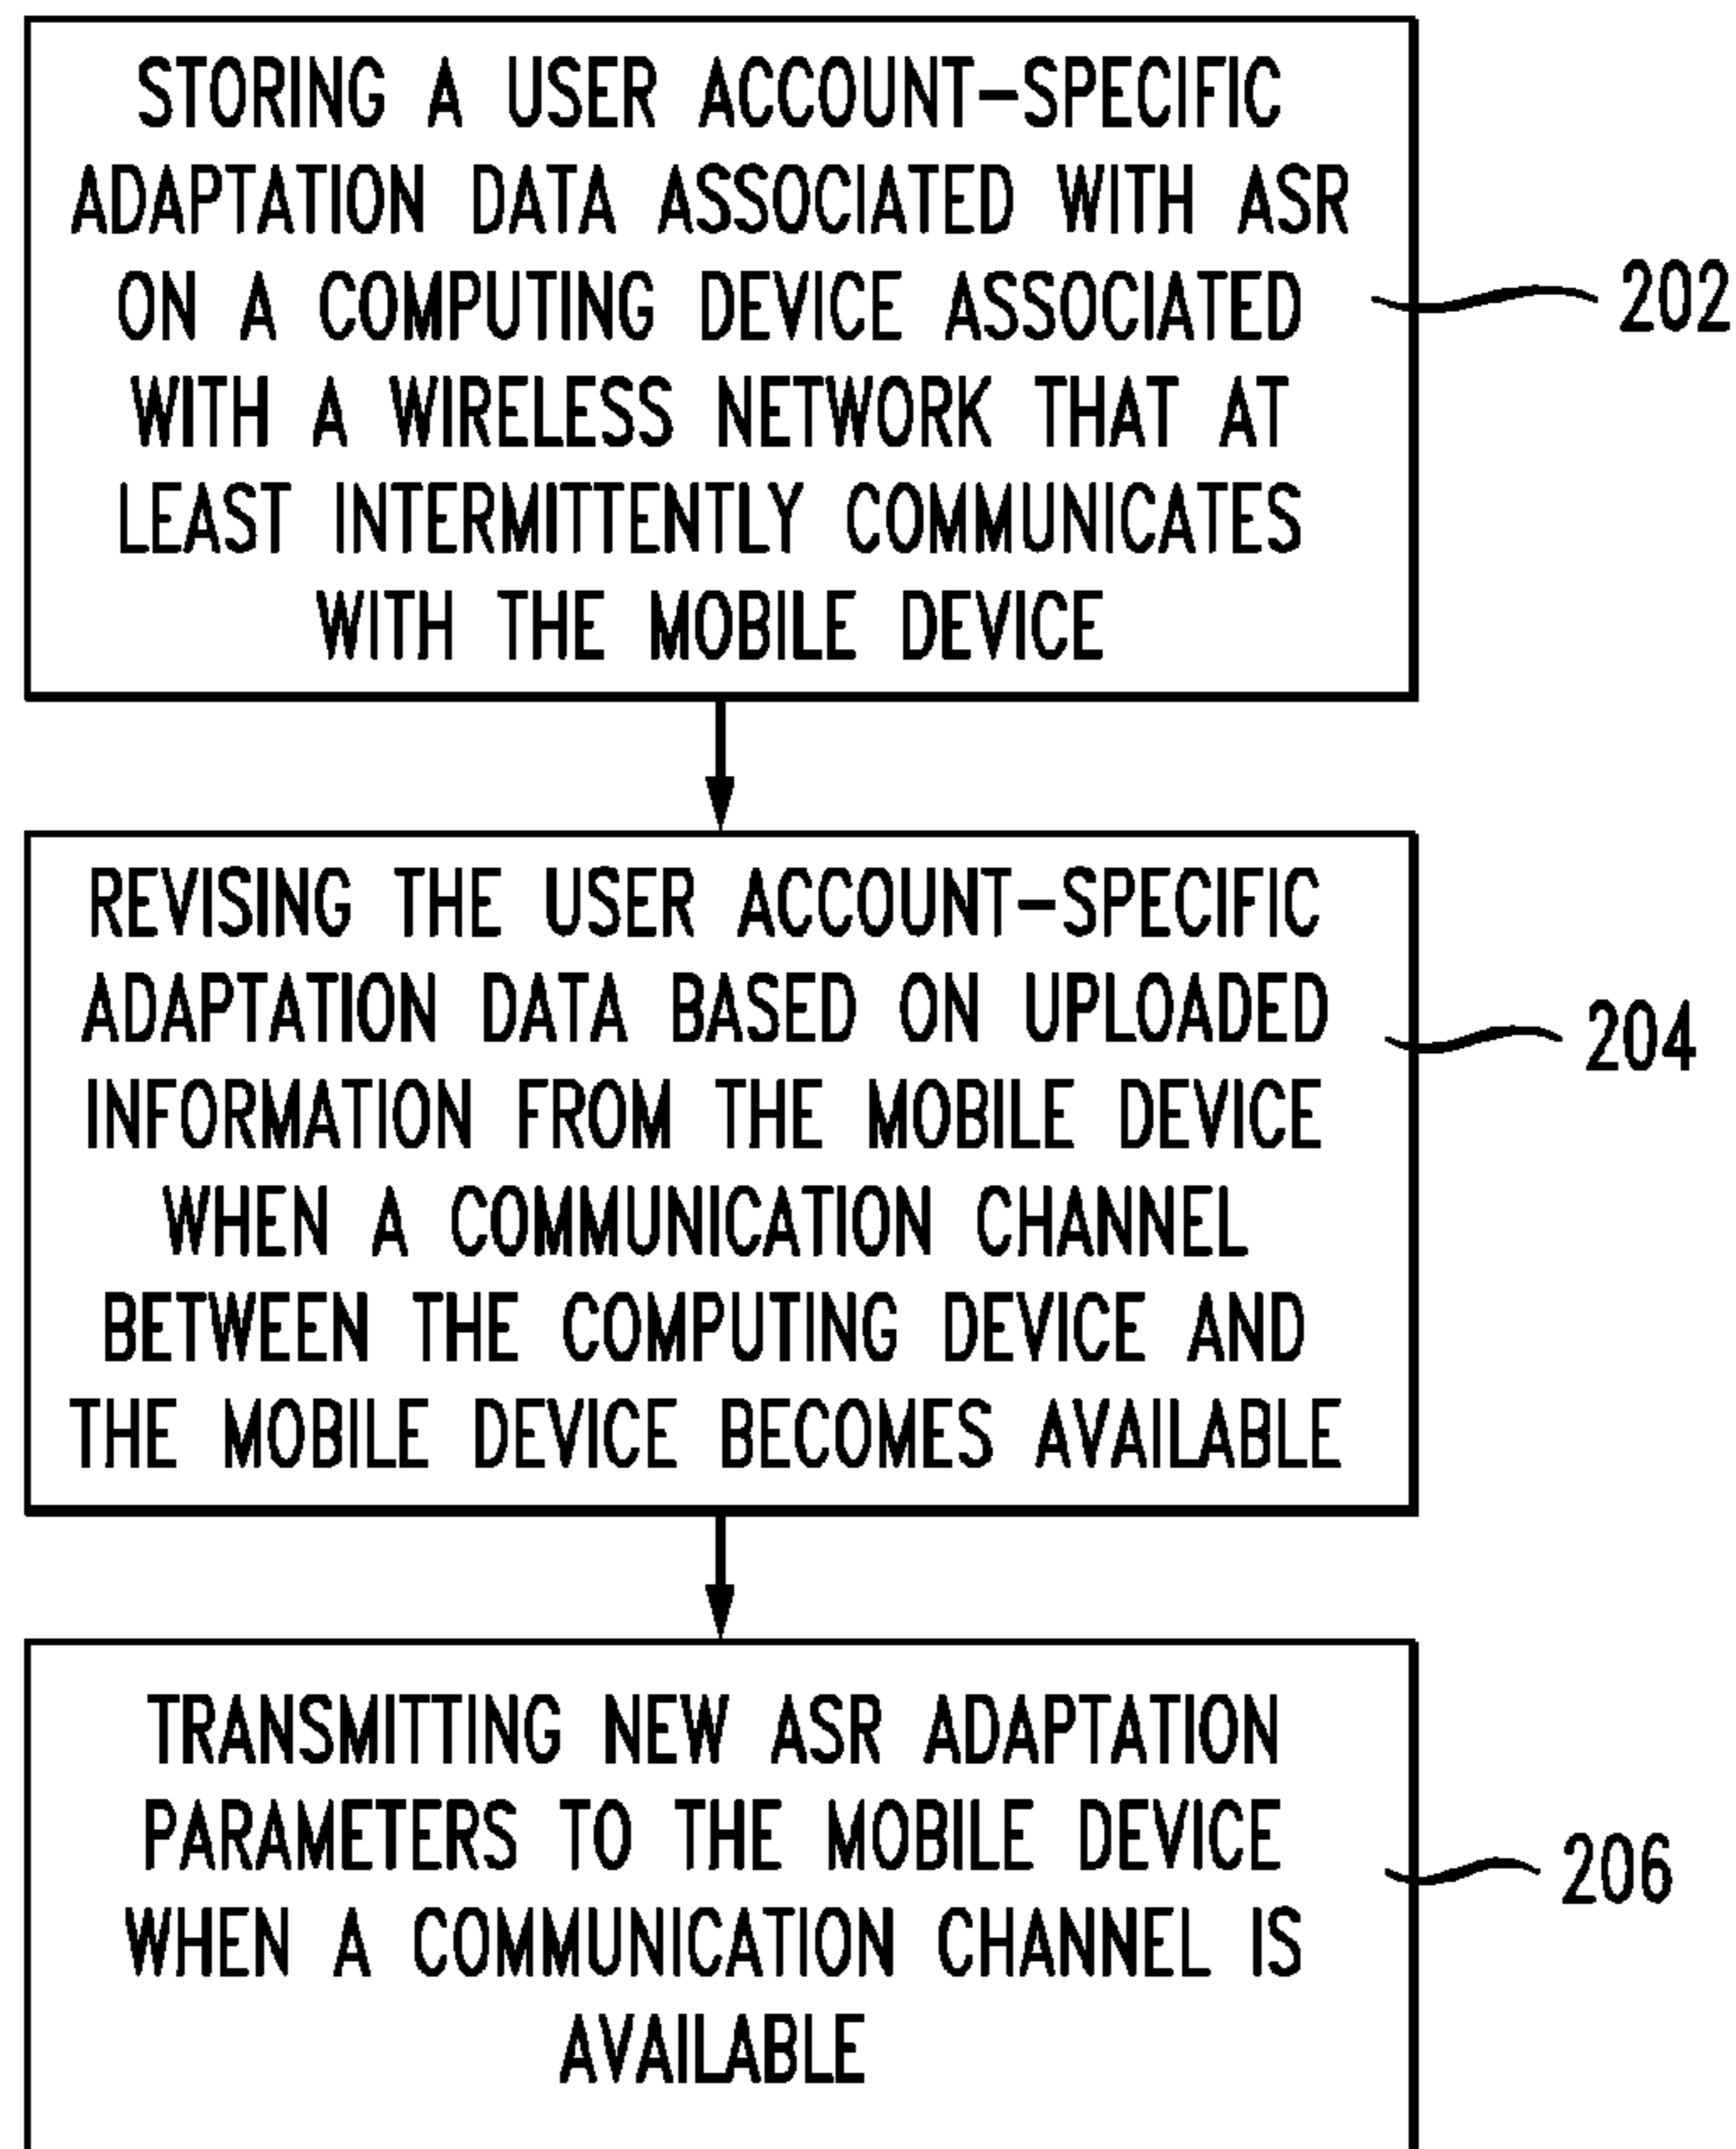 STORING A USER ACCOUNT-SPECIFIC
ADAPTATION DATA ASSOCIATED WITH ASR
ON A COMPUTING DEVICE ASSOCIATED
WITH A WIRELESS NETWORK THAT AT
LEAST INTERMITTENTLY COMMUNICATES
WITH THE MOBILE DEVICE
202
REVISING THE USER ACCOUNT-SPECIFIC
ADAPTATION DATA BASED ON UPLOADED
INFORMATION FROM THE MOBILE DEVICE
WHEN A COMMUNICATION CHANNEL
BETWEEN THE COMPUTING DEVICE AND
THE MOBILE DEVICE BECOMES AVAILABLE
204
TRANSMITTING NEW ASR ADAPTATION
PARAMETERS TO THE MOBILE DEVICE
WHEN A COMMUNICATION CHANNEL IS
AVAILABLE
206